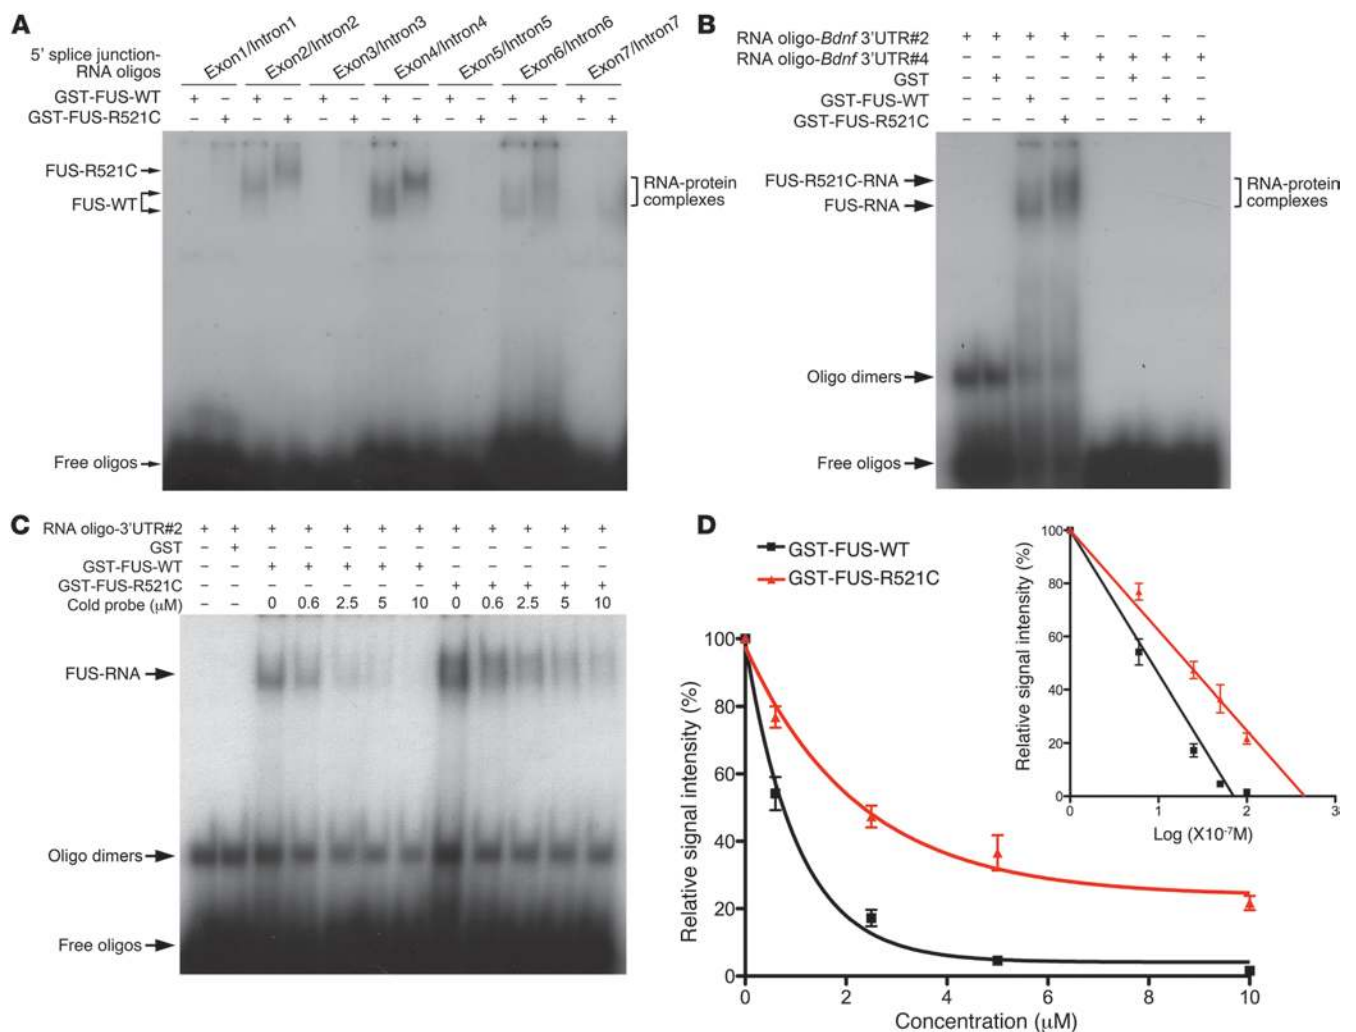 A
5' splice junction-
RNA oligos
Exon1/Intron1
Exon2/Intron2
Exon3/Intron3
Exon4/Intron4
Exon5/Intron5
Exon6/Intron6
Exon7/Intron7
GST-FUS-WT + – + – + – + – + – + – + –
GST-FUS-R521C – + – + – + – + – + – + – +
FUS-R521C
FUS-WT
RNA-protein
complexes
Free oligos
B
RNA oligo-Bdnf 3'UTR#2 + + + + – – – –
RNA oligo-Bdnf 3'UTR#4 – – – – + + + +
GST – + – – – + – –
GST-FUS-WT – – + – – – + –
GST-FUS-R521C – – – + – – – +
FUS-R521C-RNA
FUS-RNA
RNA-protein
complexes
Oligo dimers
Free oligos
C
RNA oligo-3'UTR#2 + + + + + + + + + + + +
GST – + – – – – – – – – – –
GST-FUS-WT – – + + + + + – – – – –
GST-FUS-R521C – – – – – – – + + + + +
Cold probe (μM) – – 0 0.6 2.5 5 10 0 0.6 2.5 5 10
FUS-RNA
Oligo dimers
Free oligos
D
GST-FUS-WT
GST-FUS-R521C
Relative signal intensity (%)
100
80
60
40
20
0
0 2 4 6 8 10
Concentration (μM)
Relative signal intensity (%)
100
80
60
40
20
0
0 1 2 3
Log (X10⁻⁷M)